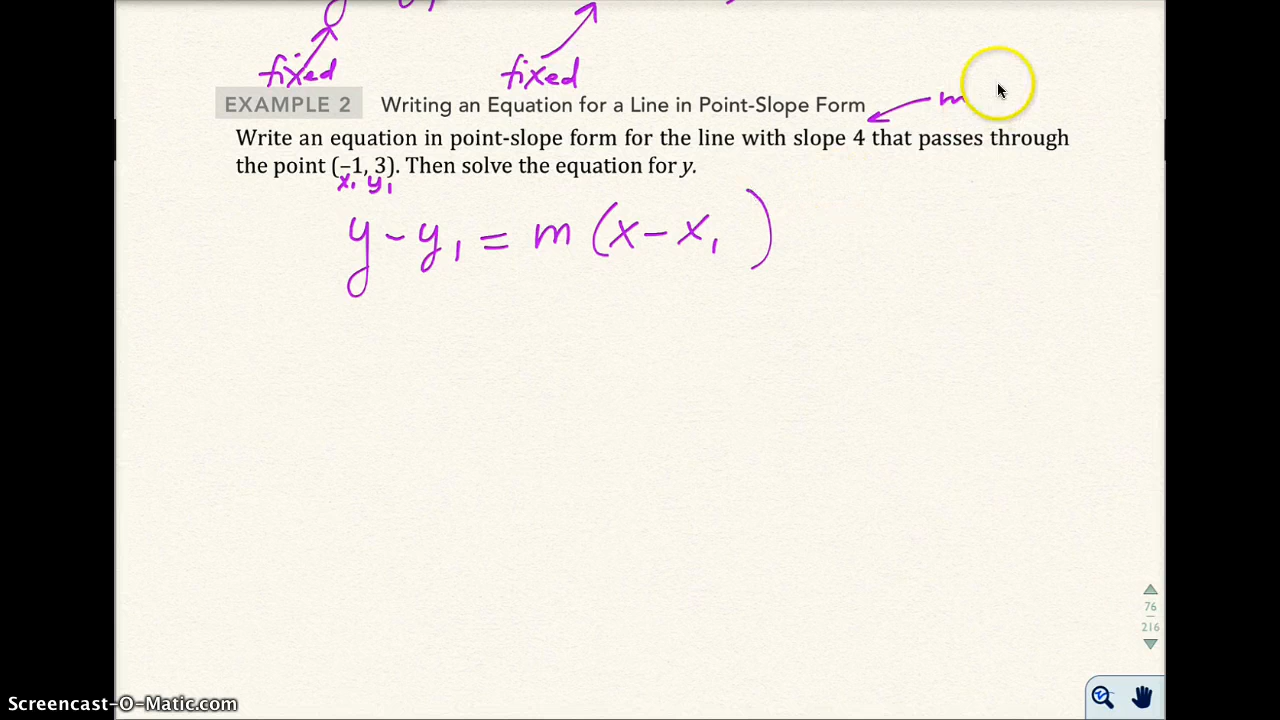 fixed fixed
EXAMPLE 2 Writing an Equation for a Line in Point-Slope Form
m
Write an equation in point-slope form for the line with slope 4 that passes through
the point (–1, 3). Then solve the equation for y.
x₁ y₁
y - y₁ = m (x - x₁ )
76
216
Screencast-O-Matic.com